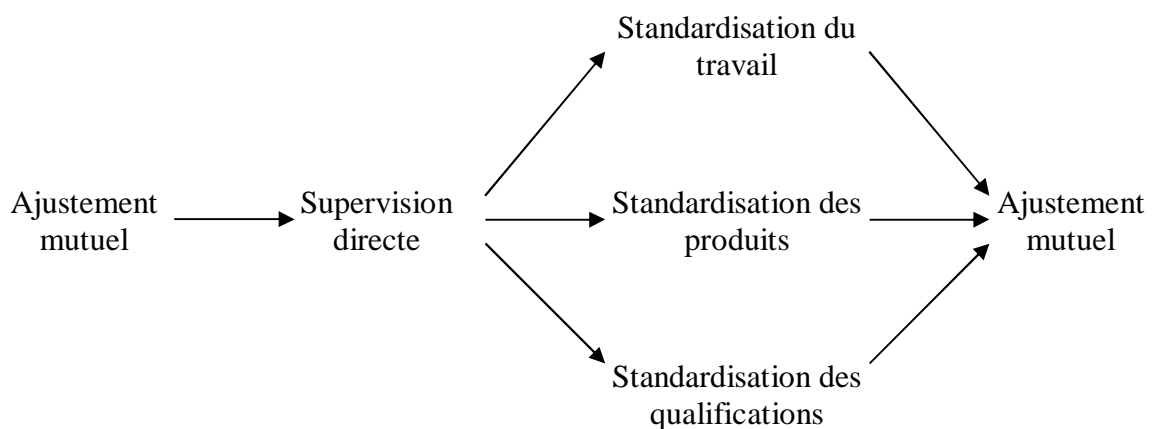 Standardisation du
travail
Ajustement
mutuel
Supervision
directe
Standardisation des
produits
Ajustement
mutuel
Standardisation des
qualifications